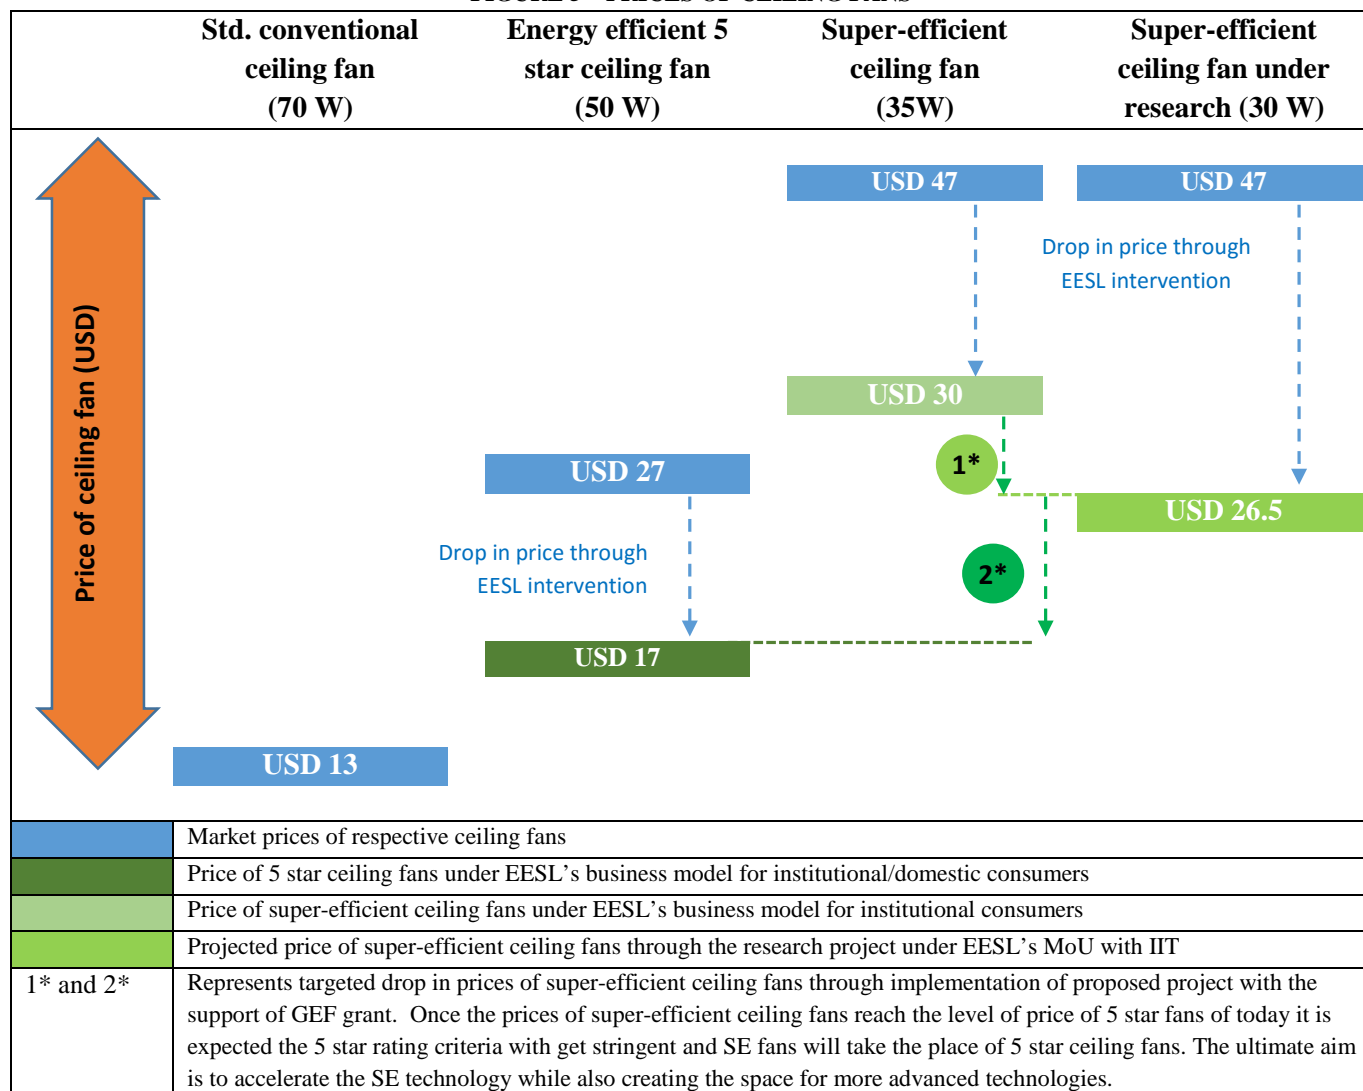 Std. conventional
ceiling fan
(70 W)
Energy efficient 5
star ceiling fan
(50 W)
Super-efficient
ceiling fan
(35W)
Super-efficient
ceiling fan under
research (30 W)
Price of ceiling fan (USD)
USD 47
USD 47
Drop in price through
EESL intervention
USD 30
USD 27
1*
USD 26.5
Drop in price through
EESL intervention
2*
USD 17
USD 13
Market prices of respective ceiling fans
Price of 5 star ceiling fans under EESL’s business model for institutional/domestic consumers
Price of super-efficient ceiling fans under EESL’s business model for institutional consumers
Projected price of super-efficient ceiling fans through the research project under EESL’s MoU with IIT
1* and 2*
Represents targeted drop in prices of super-efficient ceiling fans through implementation of proposed project with the
support of GEF grant.  Once the prices of super-efficient ceiling fans reach the level of price of 5 star fans of today it is
expected the 5 star rating criteria with get stringent and SE fans will take the place of 5 star ceiling fans. The ultimate aim
is to accelerate the SE technology while also creating the space for more advanced technologies.